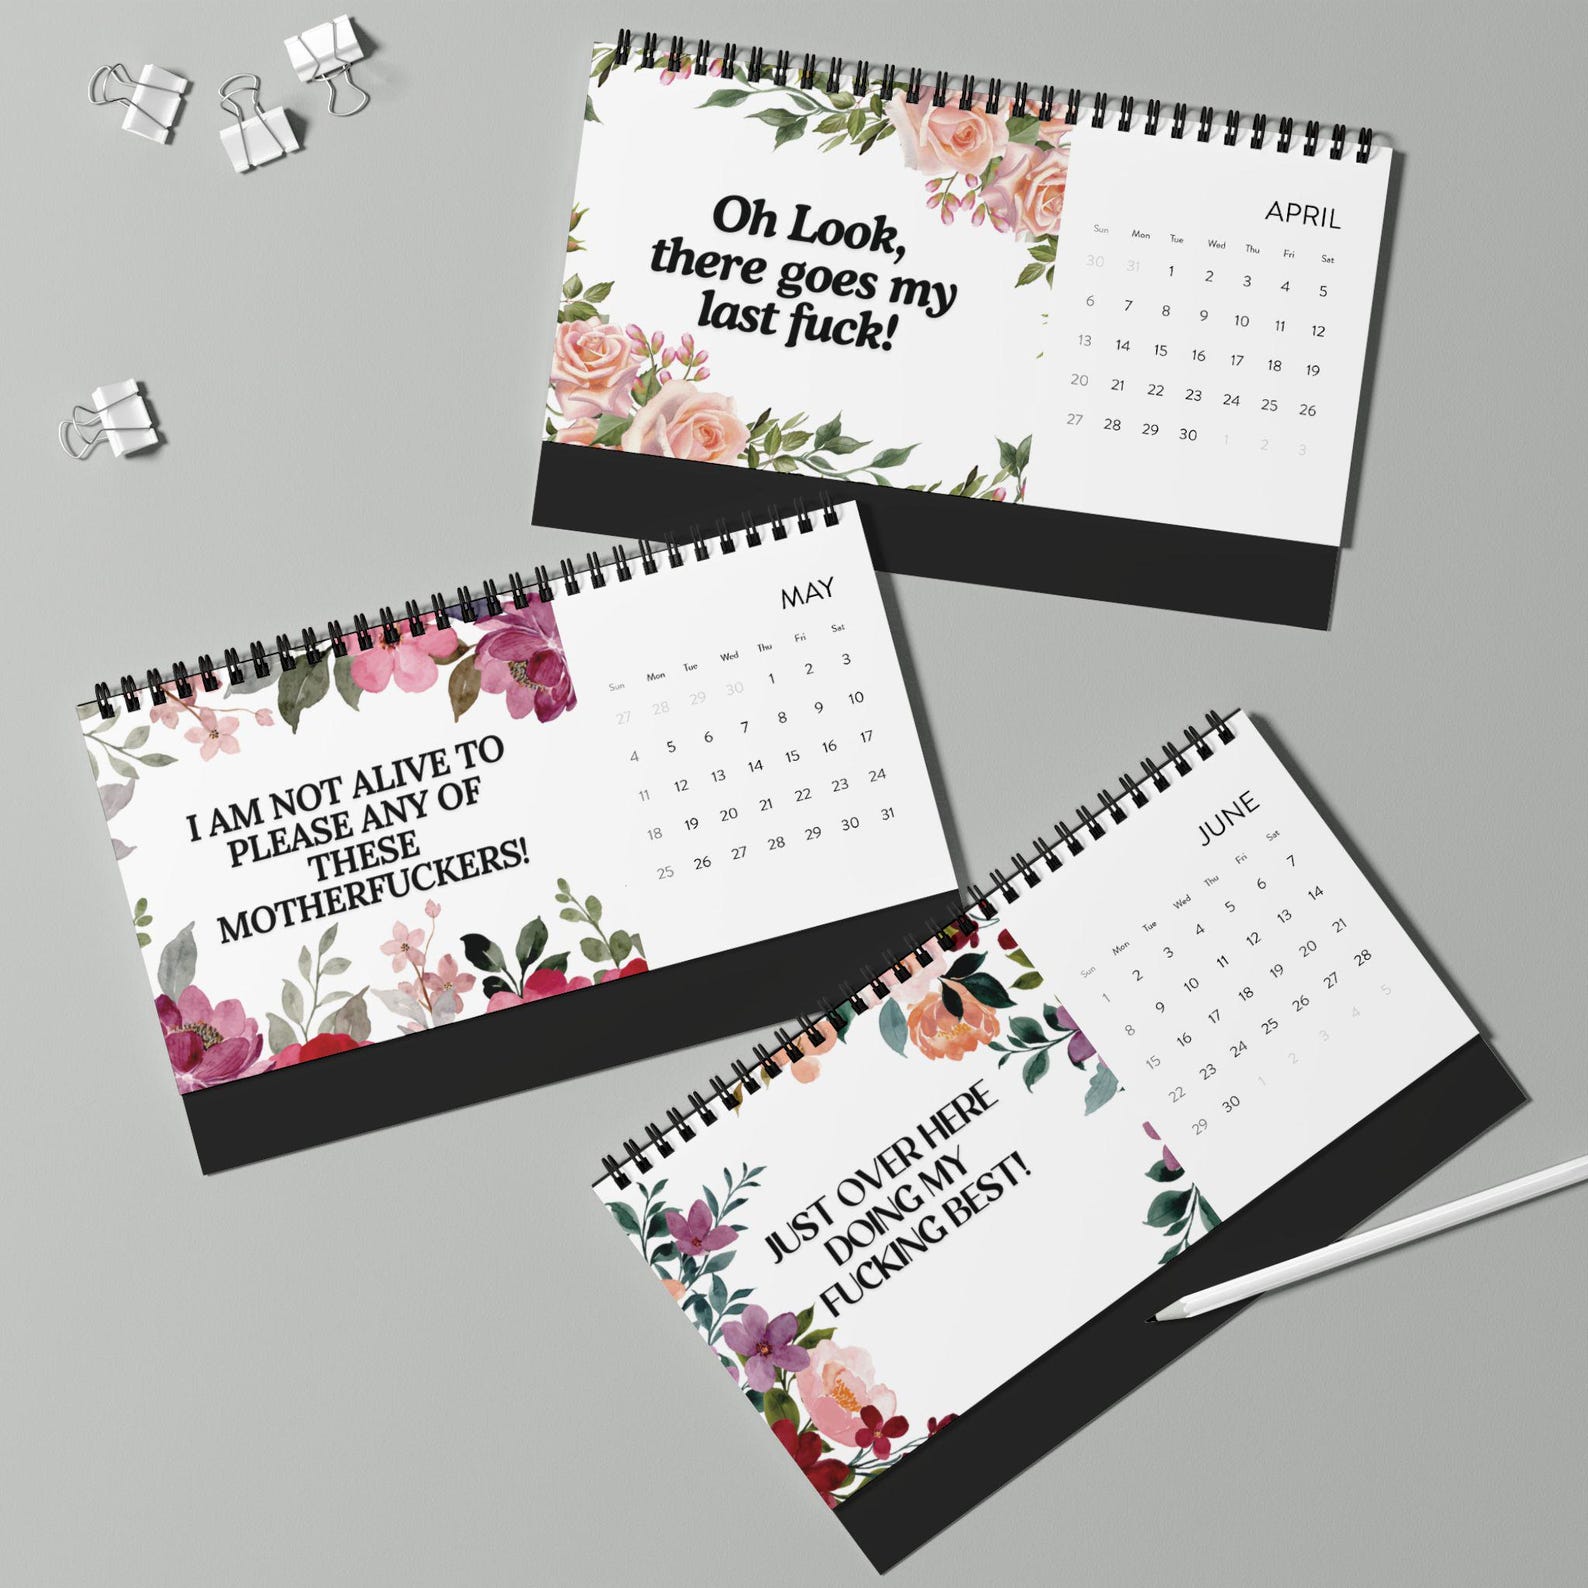 Oh Look,
there goes my
last fuck!
APRIL
Sun Mon Tue Wed Thu Fri Sat
30 31 1 2 3 4 5
6 7 8 9 10 11 12
13 14 15 16 17 18 19
20 21 22 23 24 25 26
27 28 29 30 1 2 3
I AM NOT ALIVE TO
PLEASE ANY OF
THESE
MOTHERFUCKERS!
MAY
Sun Mon Tue Wed Thu Fri Sat
27 28 29 30 1 2 3
4 5 6 7 8 9 10
11 12 13 14 15 16 17
18 19 20 21 22 23 24
25 26 27 28 29 30 31
JUST OVER HERE
DOING MY
FUCKING BEST!
JUNE
Sun Mon Tue Wed Thu Fri Sat
1 2 3 4 5 6 7
8 9 10 11 12 13 14
15 16 17 18 19 20 21
22 23 24 25 26 27 28
29 30 1 2 3 4 5